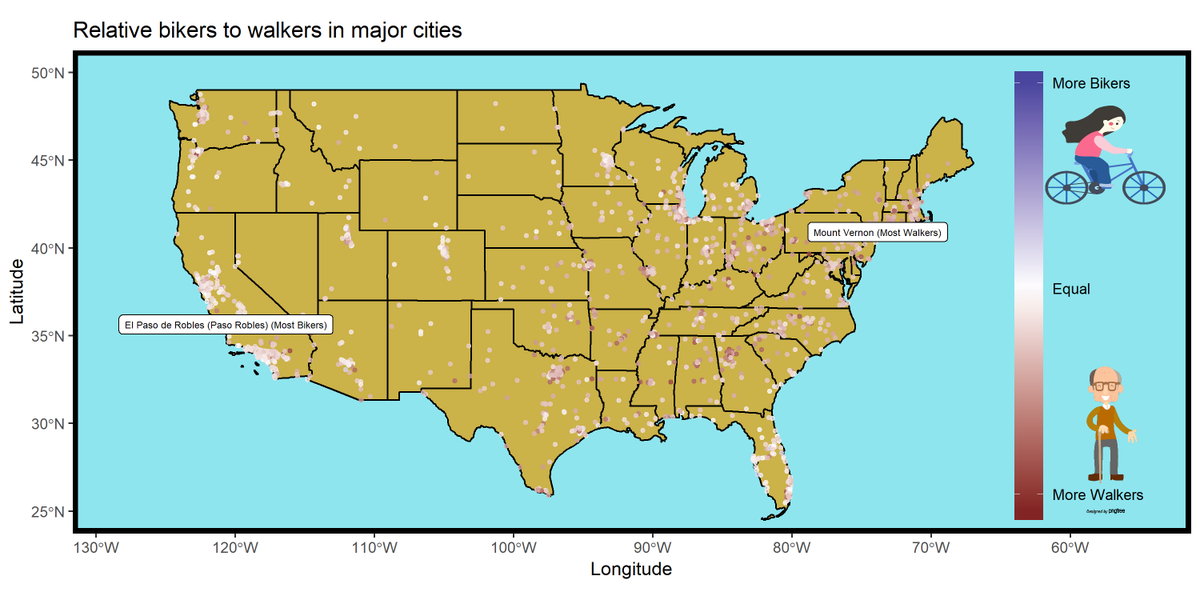 Relative bikers to walkers in major cities
50°N
45°N
40°N
35°N
30°N
25°N
Latitude
130°W
120°W
110°W
100°W
90°W
80°W
70°W
60°W
Longitude
El Paso de Robles (Paso Robles) (Most Bikers)
Mount Vernon (Most Walkers)
More Bikers
Equal
More Walkers
designed by pngtree